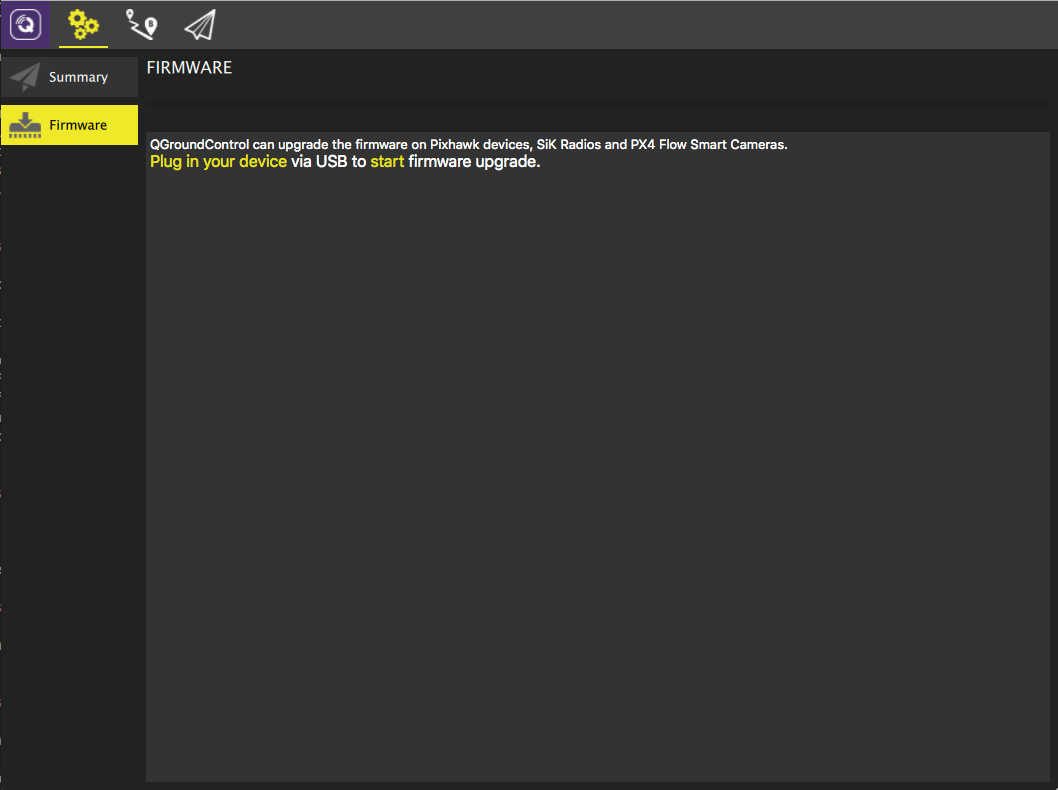 Summary
FIRMWARE
Firmware
QGroundControl can upgrade the firmware on Pixhawk devices, SiK Radios and PX4 Flow Smart Cameras.
Plug in your device via USB to start firmware upgrade.